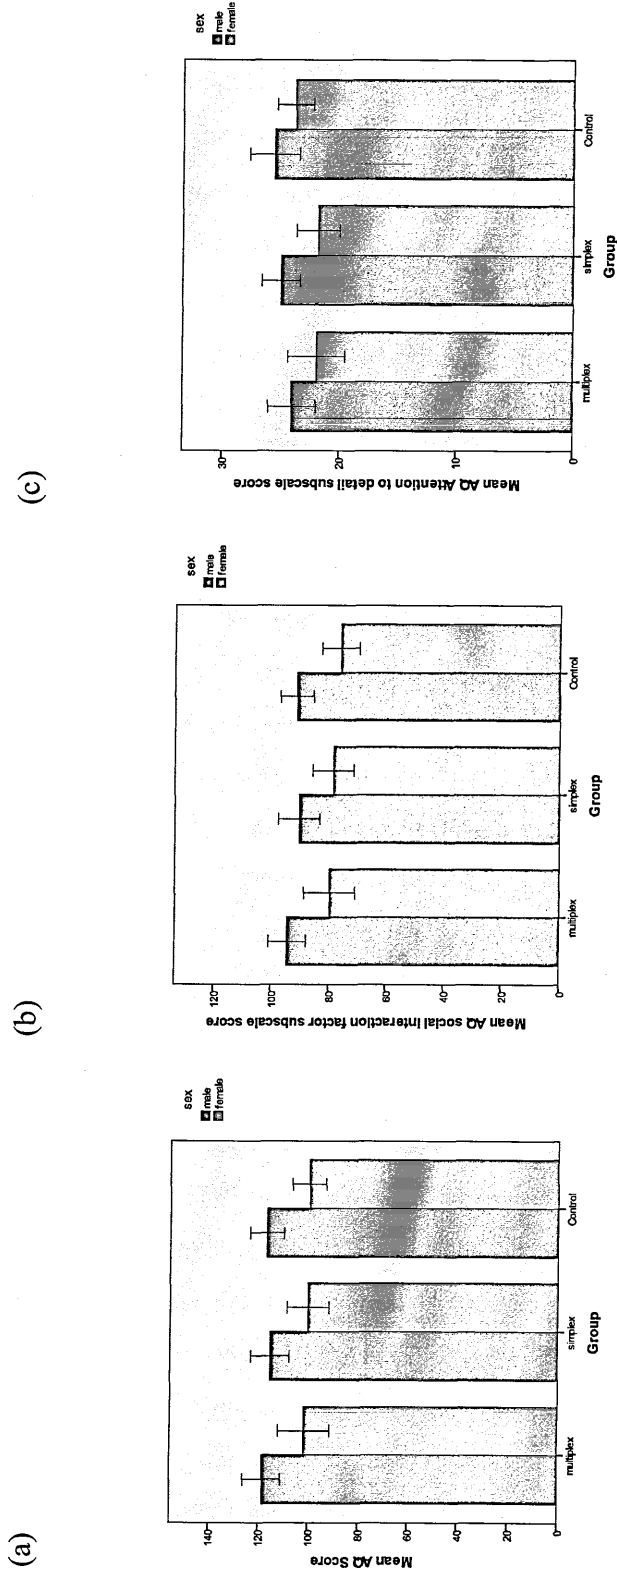 (a)
sex
male
female
Mean AQ Score
140
120
100
80
60
40
20
0
multiplex
simplex
Control
Group
(b)
sex
male
female
Mean AQ social Interaction factor subscale score
120
100
80
60
40
20
0
multiplex
simplex
Control
Group
(c)
sex
male
female
Mean AQ Attention to detail subscale score
30
20
10
0
multiplex
simplex
Control
Group